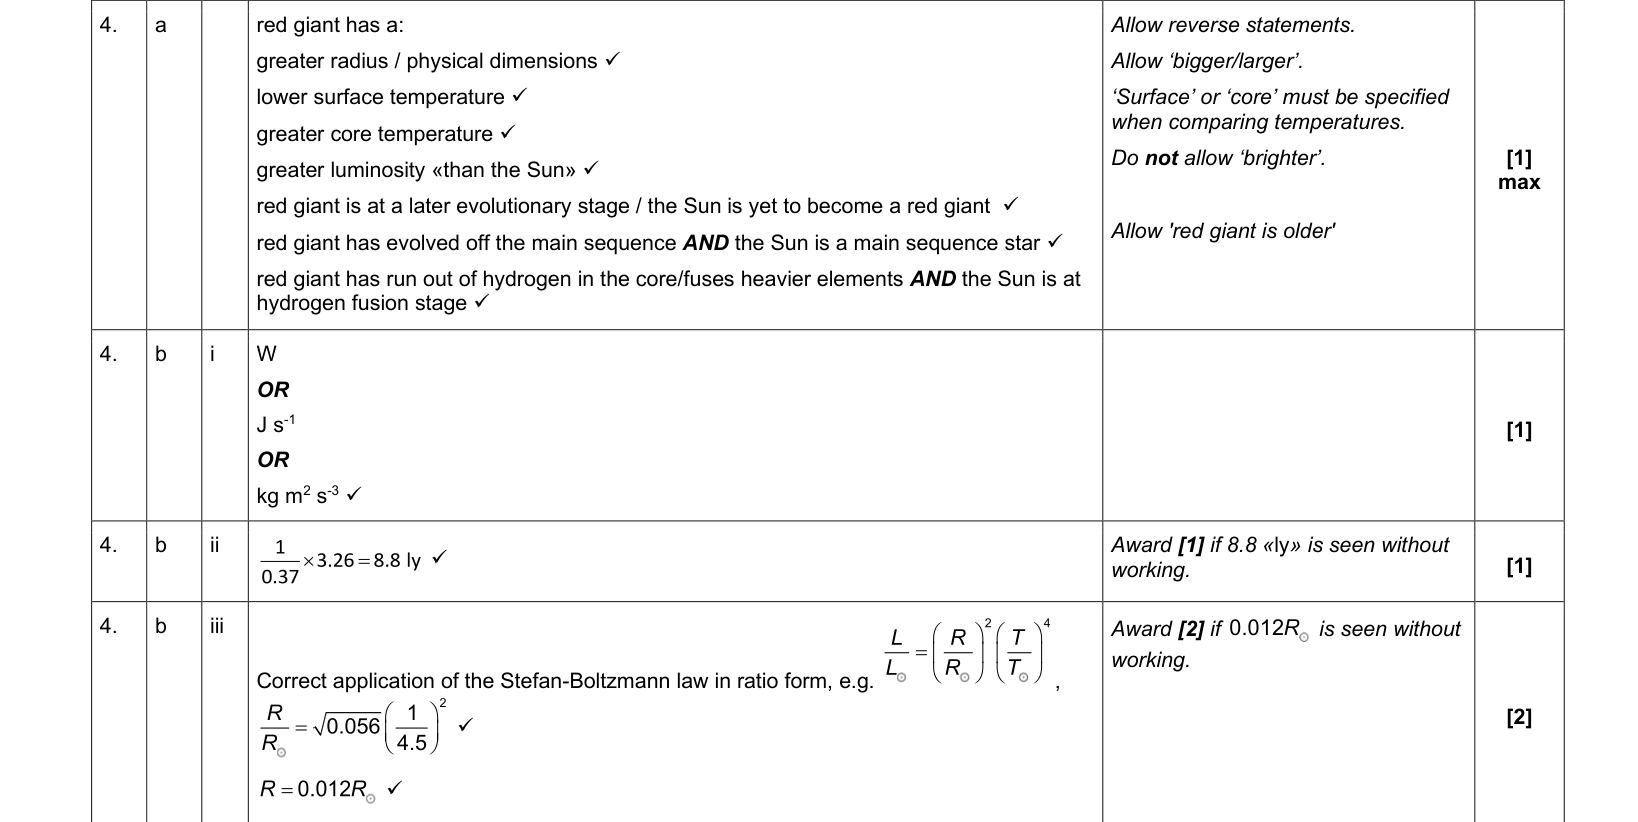 4. a red giant has a: Allow reverse statements.
greater radius / physical dimensions ✓ Allow ‘bigger/larger’.
lower surface temperature ✓ ‘Surface’ or ‘core’ must be specified
when comparing temperatures.
greater core temperature ✓
Do not allow ‘brighter’.
greater luminosity «than the Sun» ✓
[1]
max
red giant is at a later evolutionary stage / the Sun is yet to become a red giant ✓
Allow 'red giant is older'
red giant has evolved off the main sequence AND the Sun is a main sequence star ✓
red giant has run out of hydrogen in the core/fuses heavier elements AND the Sun is at
hydrogen fusion stage ✓
4. b i W
OR
J s⁻¹
[1]
OR
kg m² s⁻³ ✓
4. b ii 1/0.37 × 3.26 = 8.8 ly ✓ Award [1] if 8.8 «ly» is seen without
working.
[1]
4. b iii Correct application of the Stefan-Boltzmann law in ratio form, e.g. L/L☉ = (R/R☉)² (T/T☉)⁴ ,
Award [2] if 0.012R☉ is seen without
working.
R/R☉ = √0.056 (1/4.5)² ✓
[2]
R = 0.012R☉ ✓